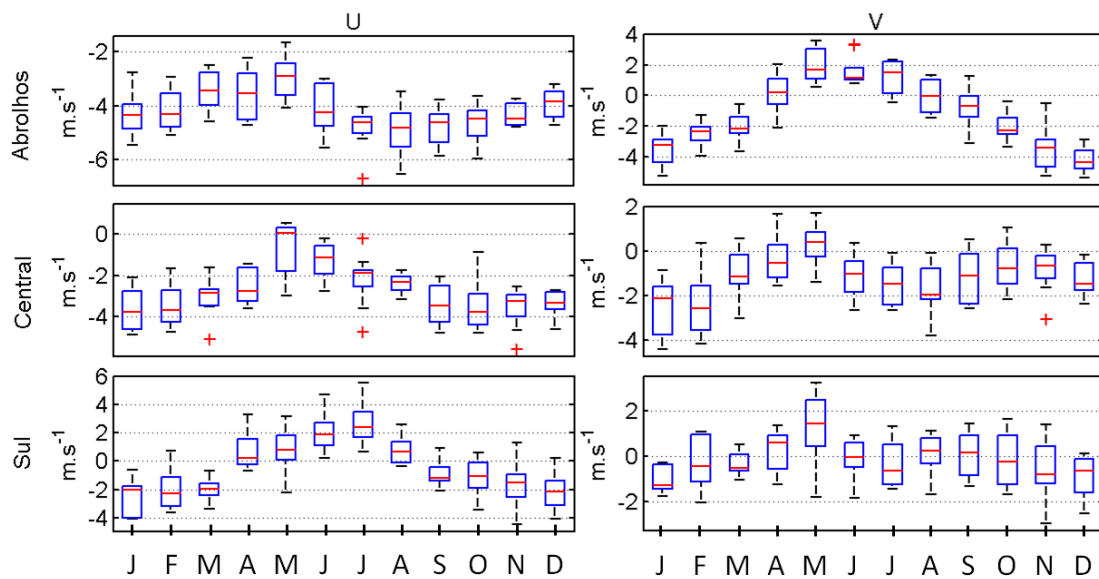 U V
Abrolhos m.s⁻¹ -2 -4 -6 m.s⁻¹ 4 2 0 -2 -4
Central m.s⁻¹ 0 -2 -4 m.s⁻¹ 2 0 -2 -4
Sul m.s⁻¹ 6 4 2 0 -2 -4 m.s⁻¹ 2 0 -2
J F M A M J J A S O N D J F M A M J J A S O N D